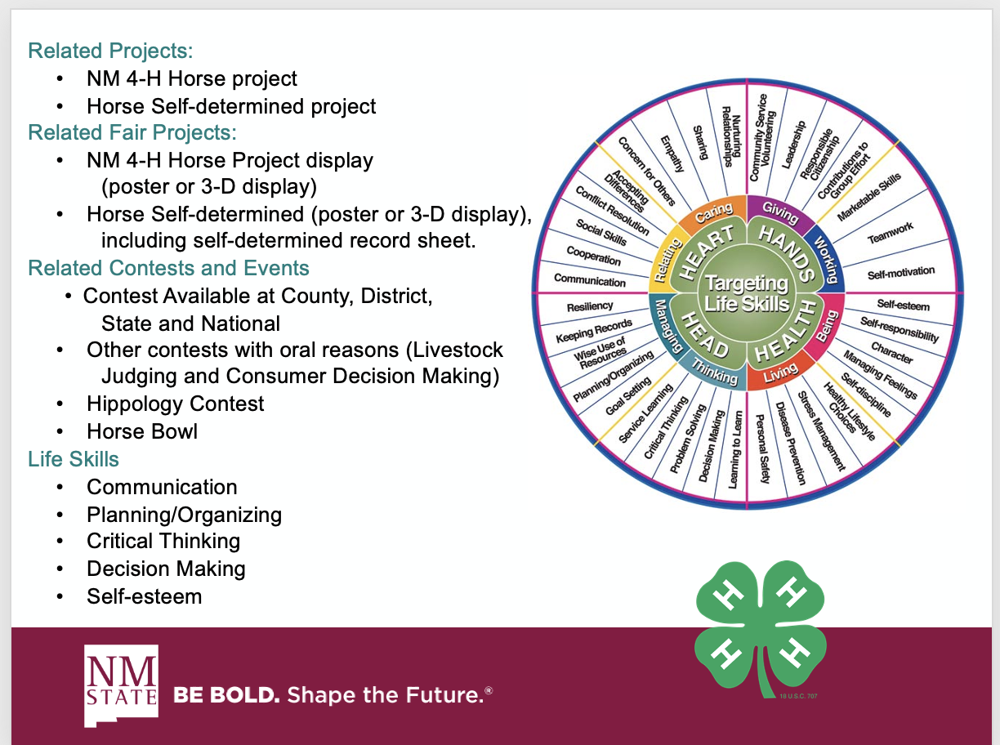 Related Projects:
• NM 4-H Horse project
• Horse Self-determined project
Related Fair Projects:
• NM 4-H Horse Project display
(poster or 3-D display)
• Horse Self-determined (poster or 3-D display),
including self-determined record sheet.
Related Contests and Events
• Contest Available at County, District,
State and National
• Other contests with oral reasons (Livestock
Judging and Consumer Decision Making)
• Hippology Contest
• Horse Bowl
Life Skills
• Communication
• Planning/Organizing
• Critical Thinking
• Decision Making
• Self-esteem
Targeting
Life Skills
HEART
HANDS
HEALTH
HEAD
Relating
Caring
Giving
Working
Being
Living
Thinking
Managing
Communication
Cooperation
Social Skills
Conflict Resolution
Accepting
Differences
Concern for Others
Empathy
Sharing
Nurturing
Relationships
Community Service
Volunteering
Leadership
Responsible
Citizenship
Contributions to
Group Effort
Marketable Skills
Teamwork
Self-motivation
Self-esteem
Self-responsibility
Character
Managing Feelings
Self-discipline
Healthy Lifestyle
Choices
Stress Management
Disease Prevention
Personal Safety
Learning to Learn
Decision Making
Problem Solving
Critical Thinking
Service Learning
Goal Setting
Planning/Organizing
Wise Use of
Resources
Keeping Records
Resiliency
H H
H H
18 U.S.C. 707
NM
STATE
BE BOLD. Shape the Future.®